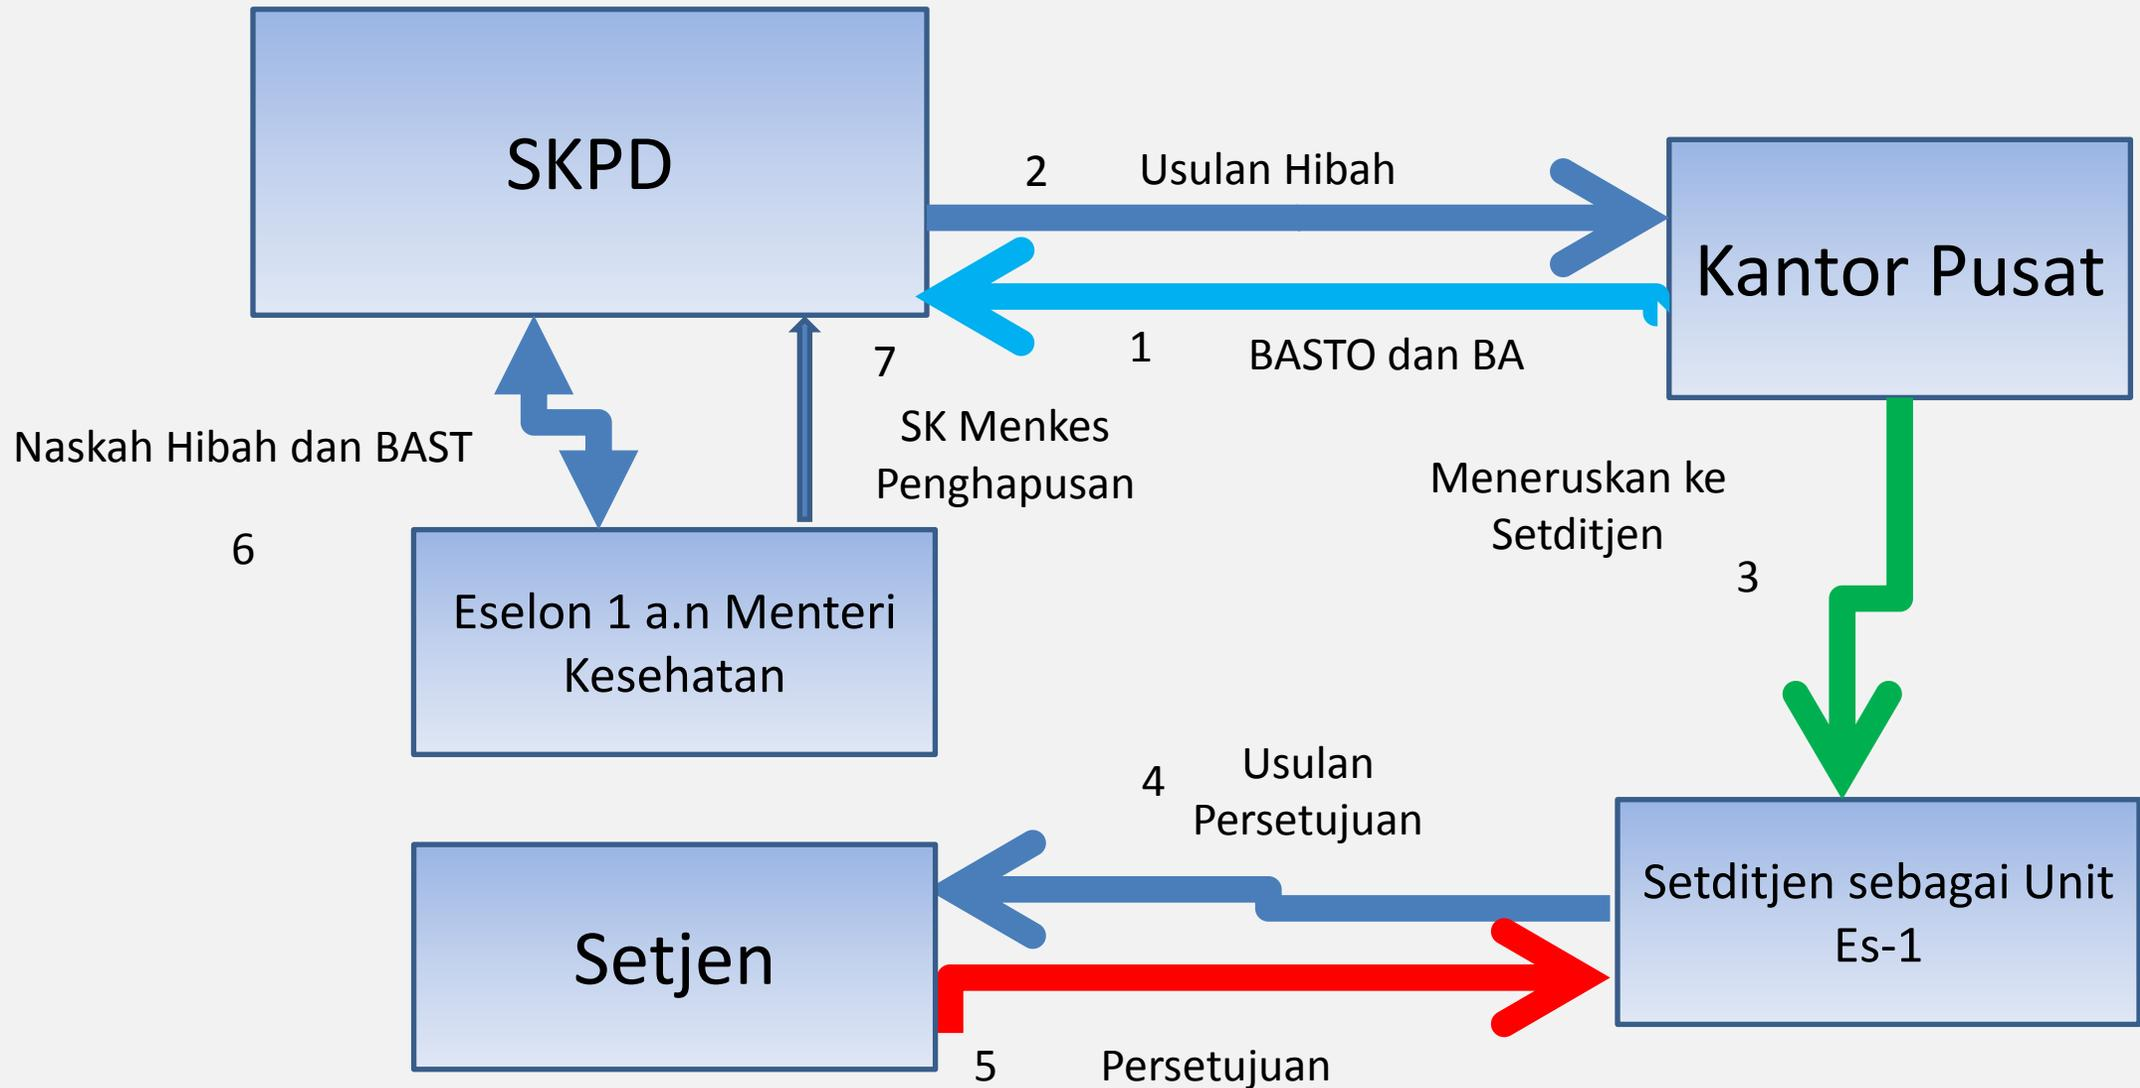 SKPD
2
Usulan Hibah
Kantor Pusat
1
BASTO dan BA
7
SK Menkes
Penghapusan
Naskah Hibah dan BAST
6
Meneruskan ke
Setditjen
3
Eselon 1 a.n Menteri
Kesehatan
4
Usulan
Persetujuan
Setjen
Setditjen sebagai Unit
Es-1
5
Persetujuan